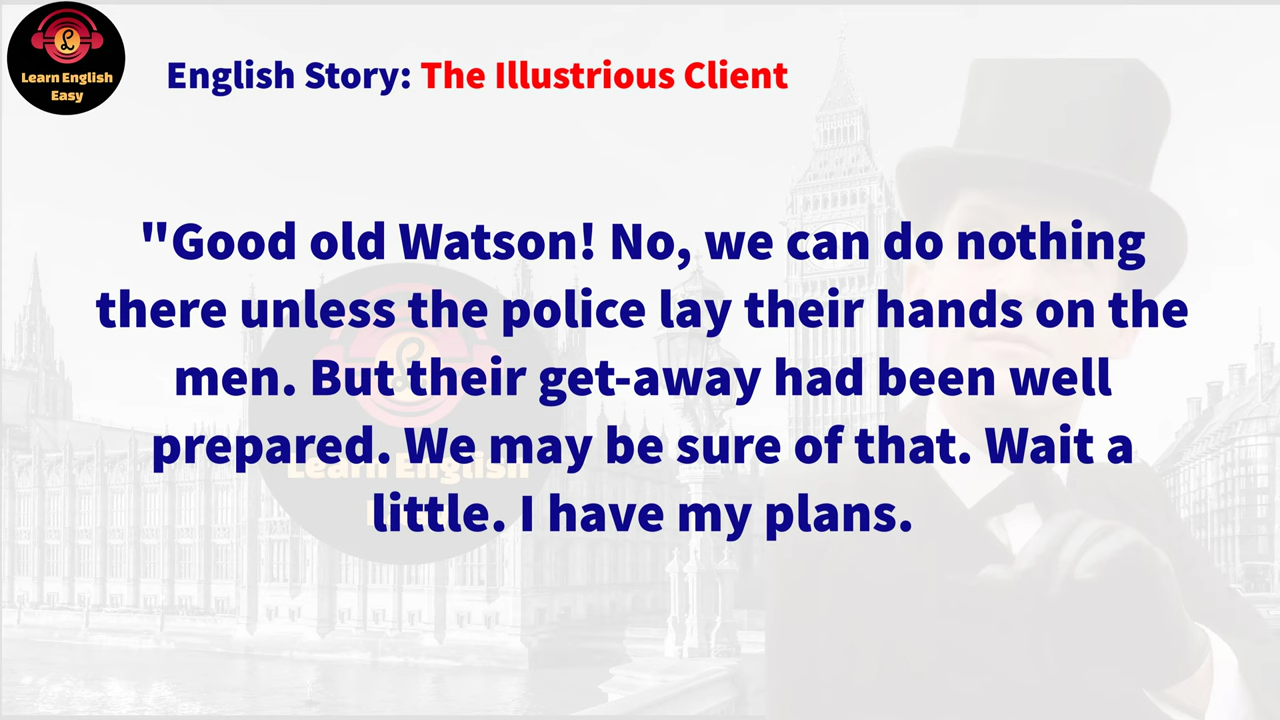 Learn English
Easy
English Story: The Illustrious Client
"Good old Watson! No, we can do nothing
there unless the police lay their hands on the
men. But their get-away had been well
prepared. We may be sure of that. Wait a
little. I have my plans.
Learn English